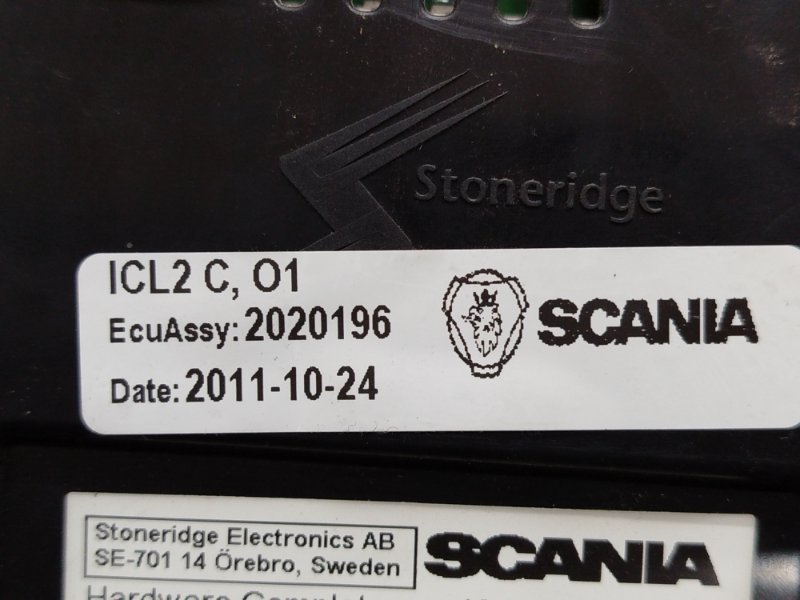 Stoneridge
ICL2 C, O1
EcuAssy: 2020196
SCANIA
Date: 2011-10-24
Stoneridge Electronics AB
SE-701 14 Örebro, Sweden
SCANIA
Hardware